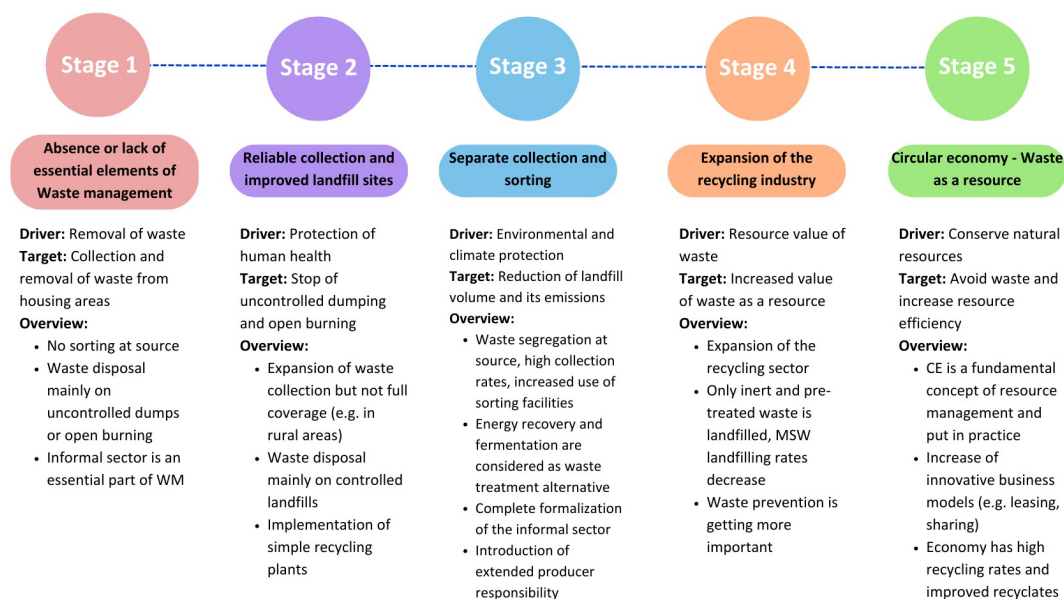 Stage 1
Absence or lack of
essential elements of
Waste management
Driver: Removal of waste
Target: Collection and
removal of waste from
housing areas
Overview:
• No sorting at source
• Waste disposal
mainly on
uncontrolled dumps
or open burning
• Informal sector is an
essential part of WM
Stage 2
Reliable collection and
improved landfill sites
Driver: Protection of
human health
Target: Stop of
uncontrolled dumping
and open burning
Overview:
• Expansion of waste
collection but not full
coverage (e.g. in
rural areas)
• Waste disposal
mainly on controlled
landfills
• Implementation of
simple recycling
plants
Stage 3
Separate collection and
sorting
Driver: Environmental and
climate protection
Target: Reduction of landfill
volume and its emissions
Overview:
• Waste segregation at
source, high collection
rates, increased use of
sorting facilities
• Energy recovery and
fermentation are
considered as waste
treatment alternative
• Complete formalization
of the informal sector
• Introduction of
extended producer
responsibility
Stage 4
Expansion of the
recycling industry
Driver: Resource value of
waste
Target: Increased value
of waste as a resource
Overview:
• Expansion of the
recycling sector
• Only inert and pre-
treated waste is
landfilled, MSW
landfilling rates
decrease
• Waste prevention is
getting more
important
Stage 5
Circular economy - Waste
as a resource
Driver: Conserve natural
resources
Target: Avoid waste and
increase resource
efficiency
Overview:
• CE is a fundamental
concept of resource
management and
put in practice
• Increase of
innovative business
models (e.g. leasing,
sharing)
• Economy has high
recycling rates and
improved recyclates